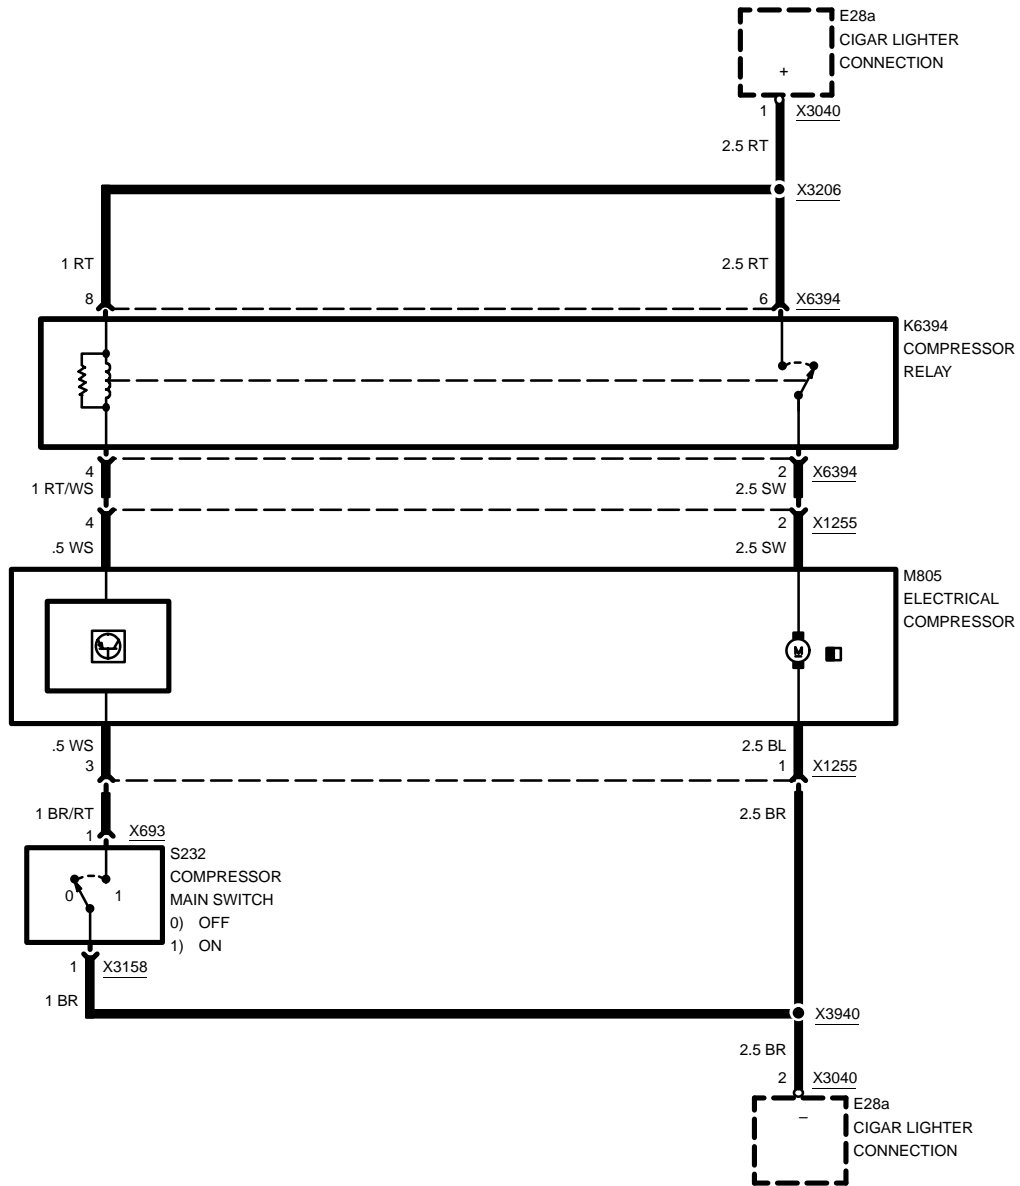 E28a
CIGAR LIGHTER
CONNECTION
+
1 X3040
2.5 RT
X3206
1 RT
2.5 RT
8
6 X6394
K6394
COMPRESSOR
RELAY
4
2 X6394
1 RT/WS
2.5 SW
4
2 X1255
.5 WS
2.5 SW
M805
ELECTRICAL
COMPRESSOR
M
.5 WS
2.5 BL
3
1 X1255
1 BR/RT
2.5 BR
1 X693
S232
COMPRESSOR
MAIN SWITCH
0) OFF
1) ON
0 1
1 X3158
1 BR
X3940
2.5 BR
2 X3040
E28a
CIGAR LIGHTER
CONNECTION
–